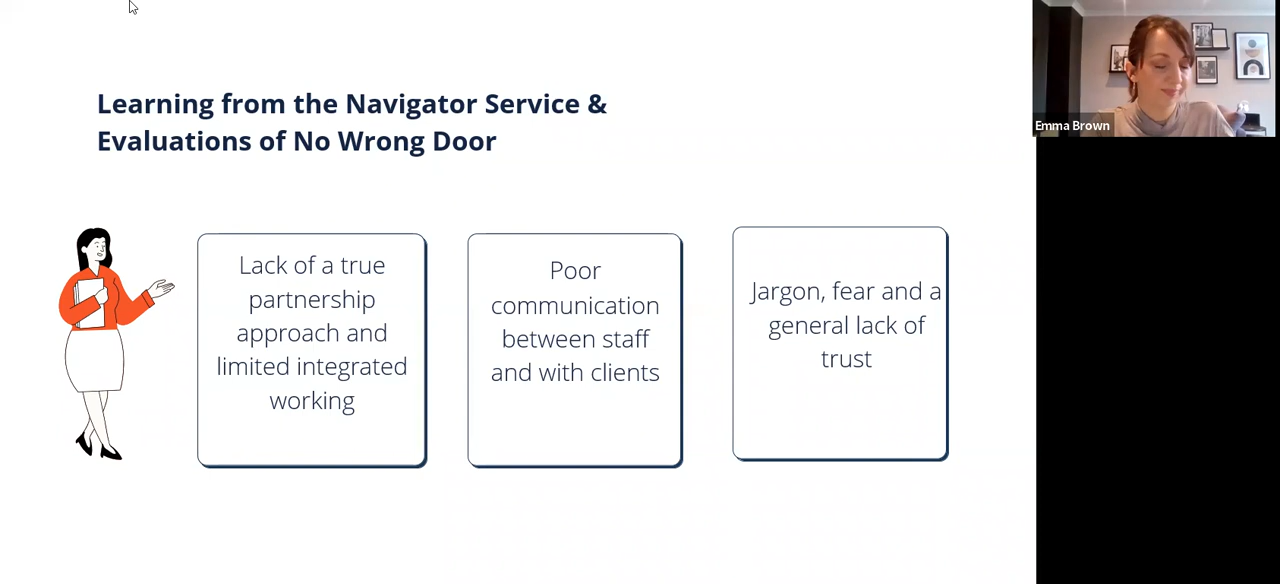 Learning from the Navigator Service &
Evaluations of No Wrong Door
Lack of a true
partnership
approach and
limited integrated
working
Poor
communication
between staff
and with clients
Jargon, fear and a
general lack of
trust
Emma Brown